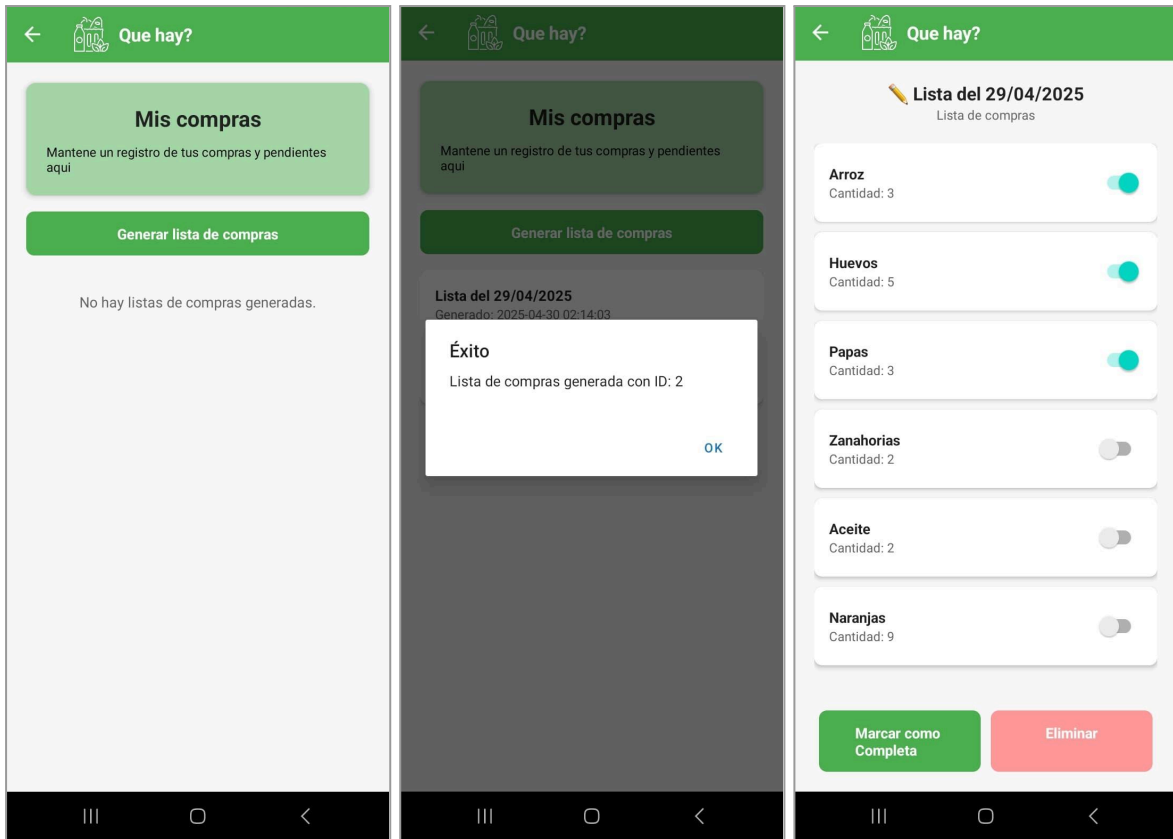 Que hay?
Mis compras
Mantene un registro de tus compras y pendientes
aqui
Generar lista de compras
No hay listas de compras generadas.
Que hay?
Mis compras
Mantene un registro de tus compras y pendientes
aqui
Generar lista de compras
Lista del 29/04/2025
Generado: 2025-04-30 02:14:03
Éxito
Lista de compras generada con ID: 2
OK
Que hay?
Lista del 29/04/2025
Lista de compras
Arroz
Cantidad: 3
Huevos
Cantidad: 5
Papas
Cantidad: 3
Zanahorias
Cantidad: 2
Aceite
Cantidad: 2
Naranjas
Cantidad: 9
Marcar como
Completa
Eliminar